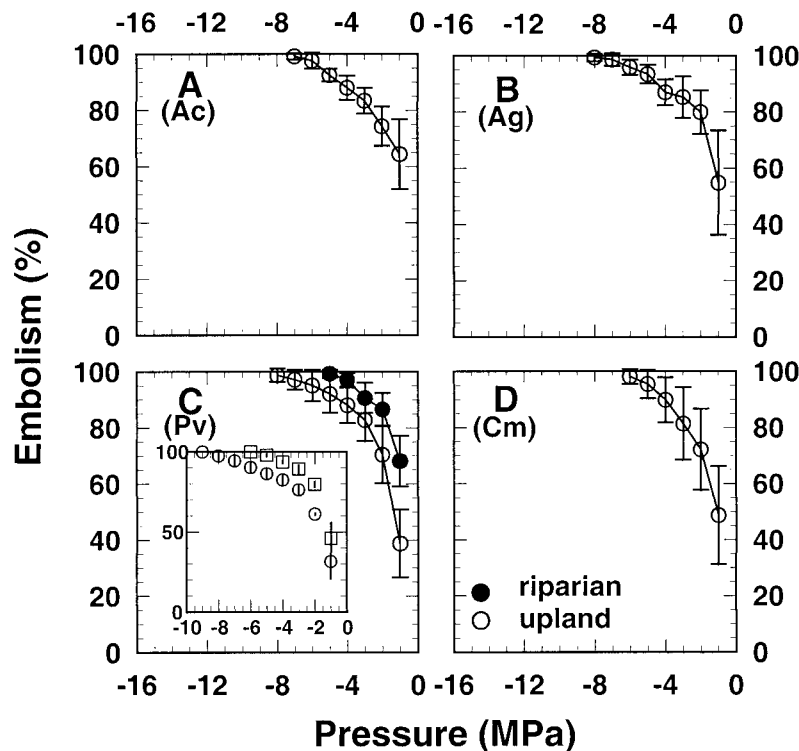 -16 -12 -8 -4 0 -16 -12 -8 -4 0
100 A (Ac) B (Ag) 100
80 80
60 60
40 40
20 20
0 0
Embolism (%)
100 C (Pv) D (Cm) 100
80 100 80
60 60
40 50 40
20 riparian 20
0 upland 0
0
-10 -8 -6 -4 -2 0
-16 -12 -8 -4 0 -16 -12 -8 -4 0
Pressure (MPa)